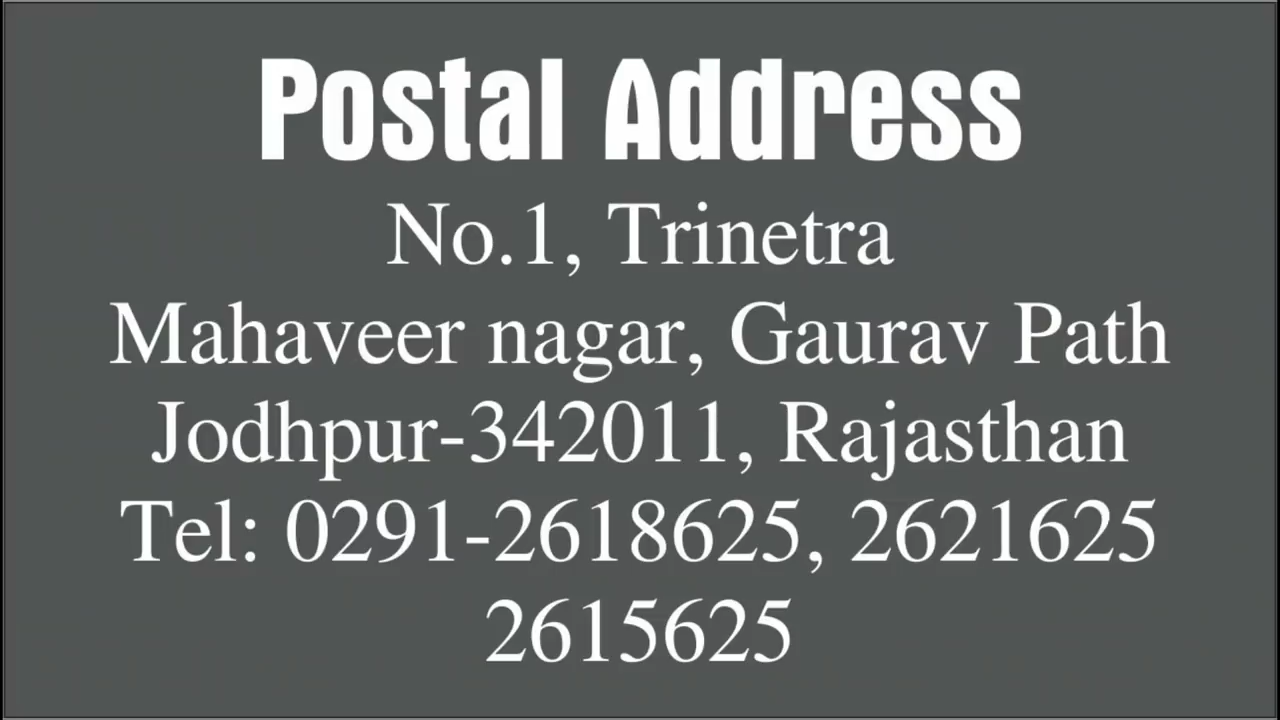 Postal Address
No.1, Trinetra
Mahaveer nagar, Gaurav Path
Jodhpur-342011, Rajasthan
Tel: 0291-2618625, 2621625
2615625